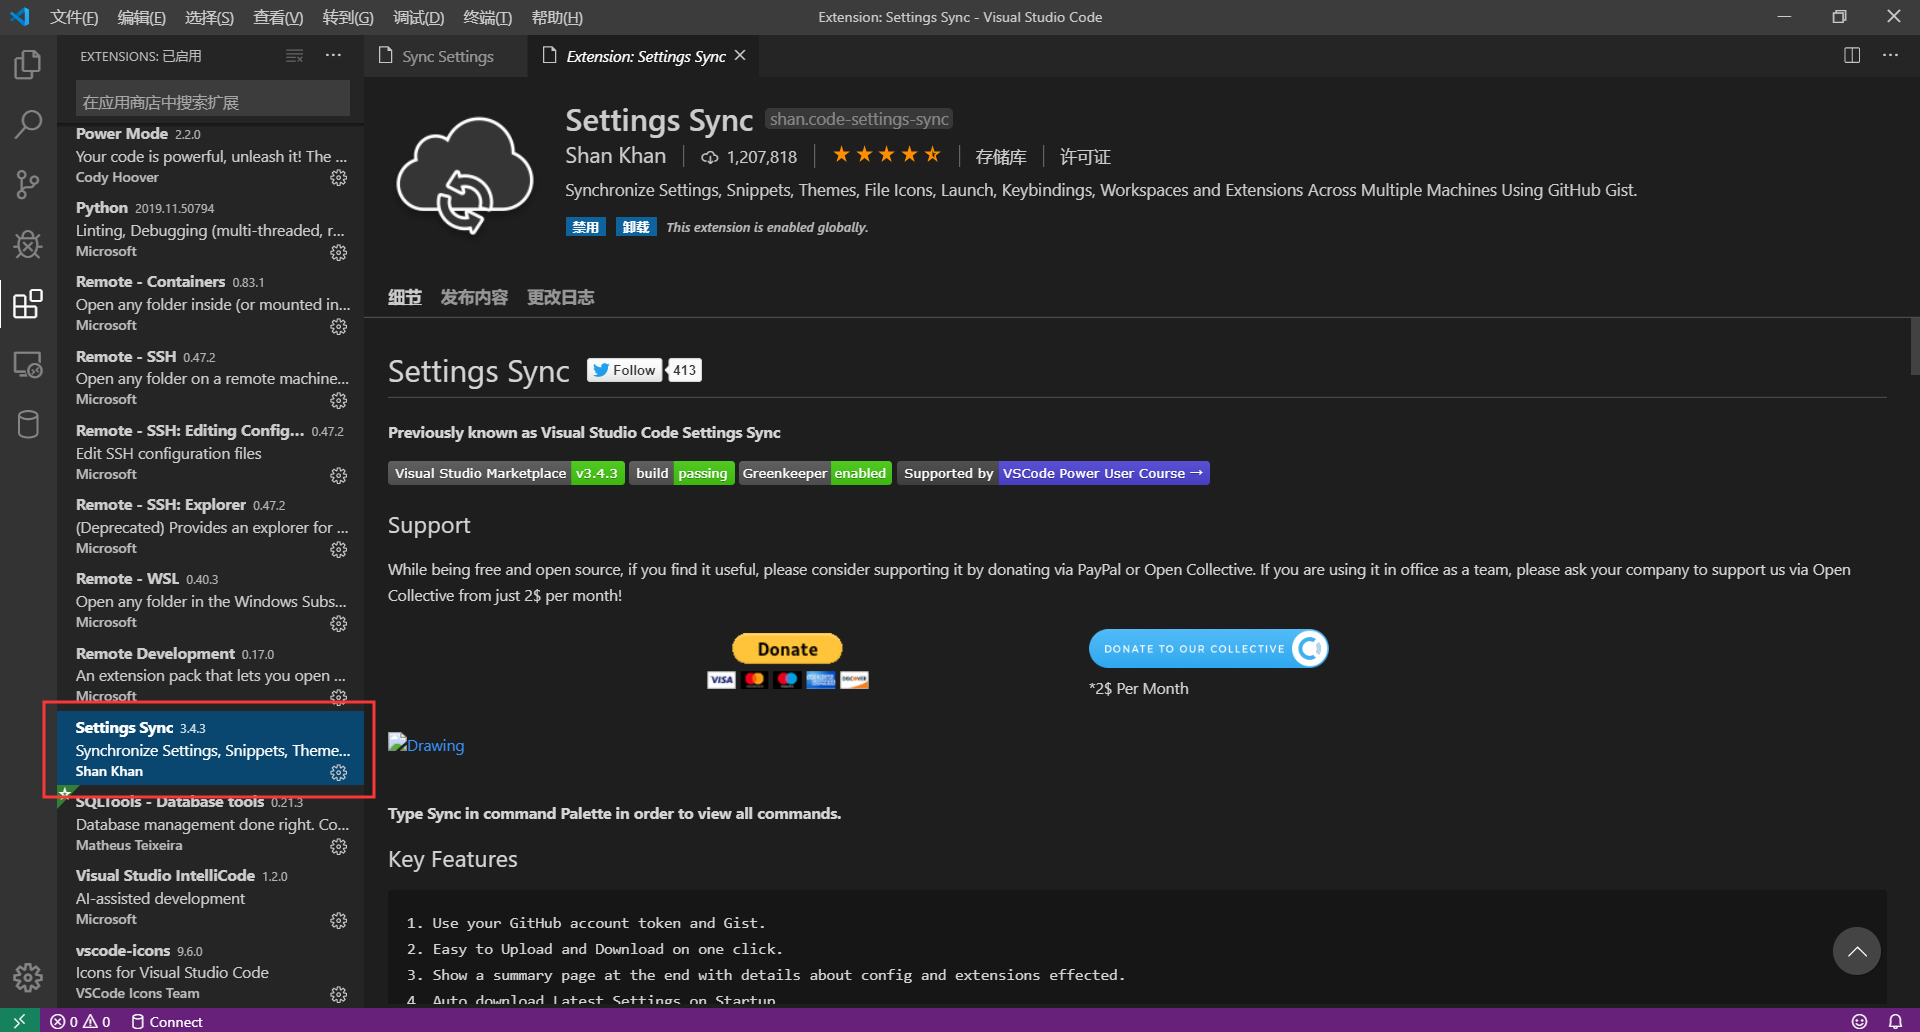 文件(F) 编辑(E) 选择(S) 查看(V) 转到(G) 调试(D) 终端(T) 帮助(H)
Extension: Settings Sync - Visual Studio Code
EXTENSIONS: 已启用
在应用商店中搜索扩展
Power Mode 2.2.0
Your code is powerful, unleash it! The ...
Cody Hoover
Python 2019.11.50794
Linting, Debugging (multi-threaded, r...
Microsoft
Remote - Containers 0.83.1
Open any folder inside (or mounted in...
Microsoft
Remote - SSH 0.47.2
Open any folder on a remote machine...
Microsoft
Remote - SSH: Editing Config... 0.47.2
Edit SSH configuration files
Microsoft
Remote - SSH: Explorer 0.47.2
(Deprecated) Provides an explorer for ...
Microsoft
Remote - WSL 0.40.3
Open any folder in the Windows Subs...
Microsoft
Remote Development 0.17.0
An extension pack that lets you open ...
Microsoft
Settings Sync 3.4.3
Synchronize Settings, Snippets, Theme...
Shan Khan
SQLTools - Database tools 0.21.3
Database management done right. Co...
Matheus Teixeira
Visual Studio IntelliCode 1.2.0
AI-assisted development
Microsoft
vscode-icons 9.6.0
Icons for Visual Studio Code
VSCode Icons Team
Sync Settings
Extension: Settings Sync
Settings Sync shan.code-settings-sync
Shan Khan 1,207,818 存储库 许可证
Synchronize Settings, Snippets, Themes, File Icons, Launch, Keybindings, Workspaces and Extensions Across Multiple Machines Using GitHub Gist.
禁用 卸载 This extension is enabled globally.
细节 发布内容 更改日志
Settings Sync Follow 413
Previously known as Visual Studio Code Settings Sync
Visual Studio Marketplace v3.4.3 build passing Greenkeeper enabled Supported by VSCode Power User Course →
Support
While being free and open source, if you find it useful, please consider supporting it by donating via PayPal or Open Collective. If you are using it in office as a team, please ask your company to support us via Open
Collective from just 2$ per month!
Donate
VISA DISCOVER
DONATE TO OUR COLLECTIVE
*2$ Per Month
Drawing
Type Sync in command Palette in order to view all commands.
Key Features
1. Use your GitHub account token and Gist.
2. Easy to Upload and Download on one click.
3. Show a summary page at the end with details about config and extensions effected.
4. Auto download Latest Settings on Startup
0 0 Connect